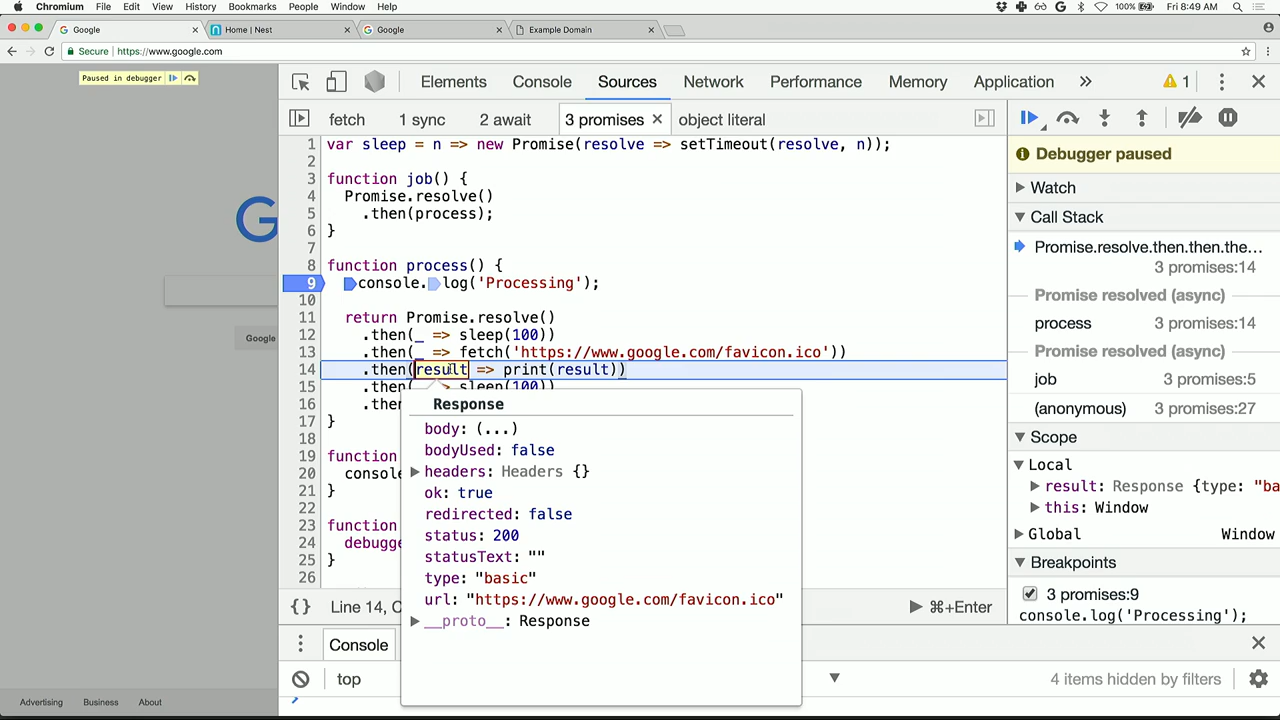 Chromium File Edit View History Bookmarks People Window Help 100% Fri 8:49 AM
Google Home | Nest Google Example Domain
Secure https://www.google.com
Paused in debugger
Elements Console Sources Network Performance Memory Application » 1
fetch 1 sync 2 await 3 promises object literal
1 var sleep = n => new Promise(resolve => setTimeout(resolve, n));
2
3 function job() {
4 Promise.resolve()
5 .then(process);
6 }
7
8 function process() {
9 console.log('Processing');
10
11 return Promise.resolve()
12 .then(_ => sleep(100))
13 .then(_ => fetch('https://www.google.com/favicon.ico'))
14 .then(result => print(result))
15 .then(_ => sleep(100))
16 .then
17 }
18
19 function
20 console
21 }
22
23 function
24 debugge
25 }
26
Response
body: (...)
bodyUsed: false
headers: Headers {}
ok: true
redirected: false
status: 200
statusText: ""
type: "basic"
url: "https://www.google.com/favicon.ico"
__proto__: Response
Debugger paused
Watch
Call Stack
Promise.resolve.then.then.the...
3 promises:14
Promise resolved (async)
process 3 promises:14
Promise resolved (async)
job 3 promises:5
(anonymous) 3 promises:27
Scope
Local
result: Response {type: "ba
this: Window
Global Window
Breakpoints
3 promises:9
console.log('Processing');
G
Google
Advertising Business About
{} Line 14, C ⌘+Enter
Console
top 4 items hidden by filters